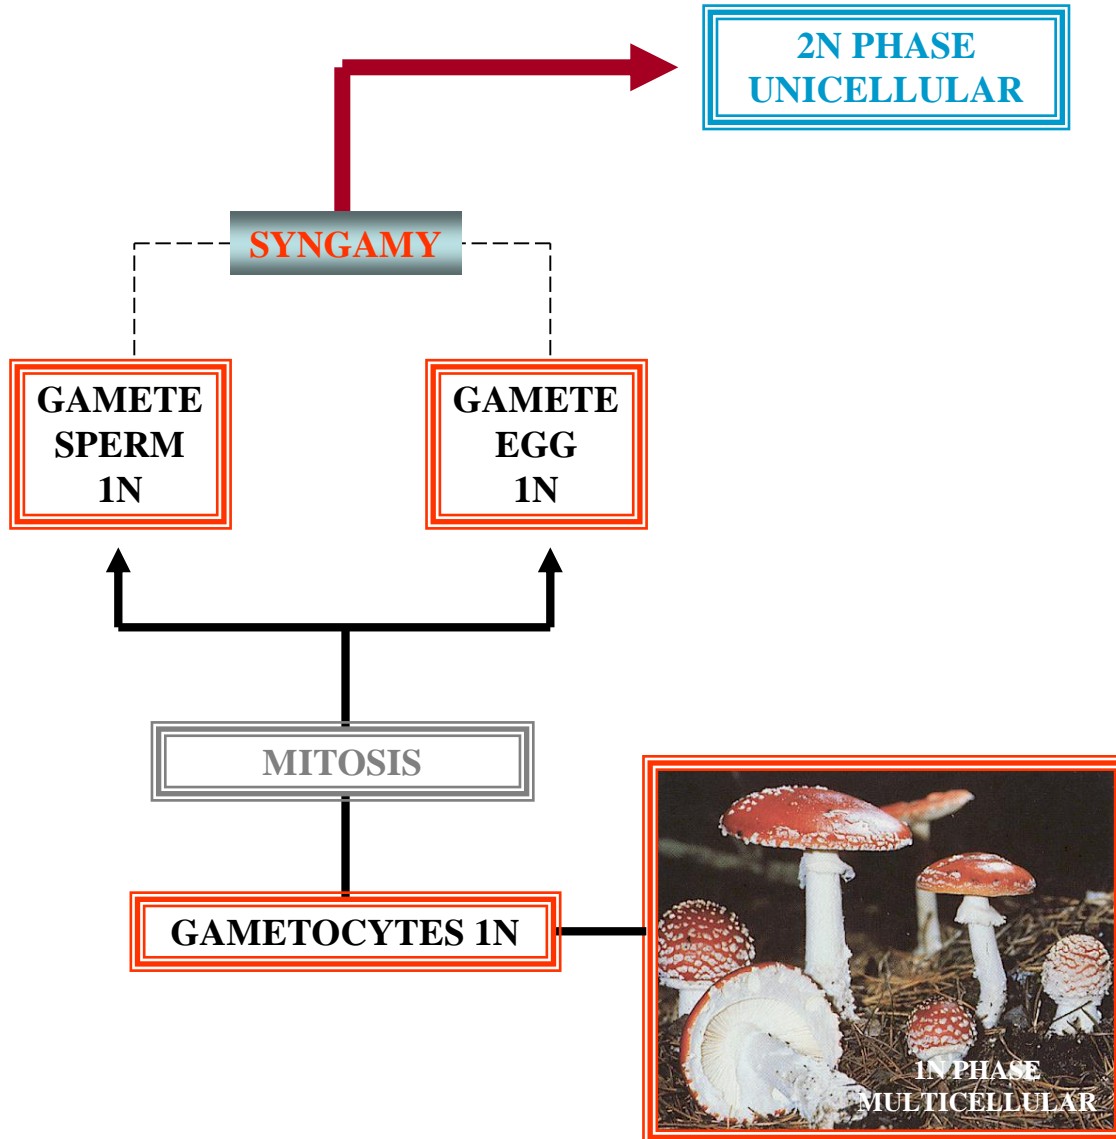 2N PHASE
UNICELLULAR
SYNGAMY
GAMETE
SPERM
1N
GAMETE
EGG
1N
MITOSIS
GAMETOCYTES 1N
1N PHASE
MULTICELLULAR